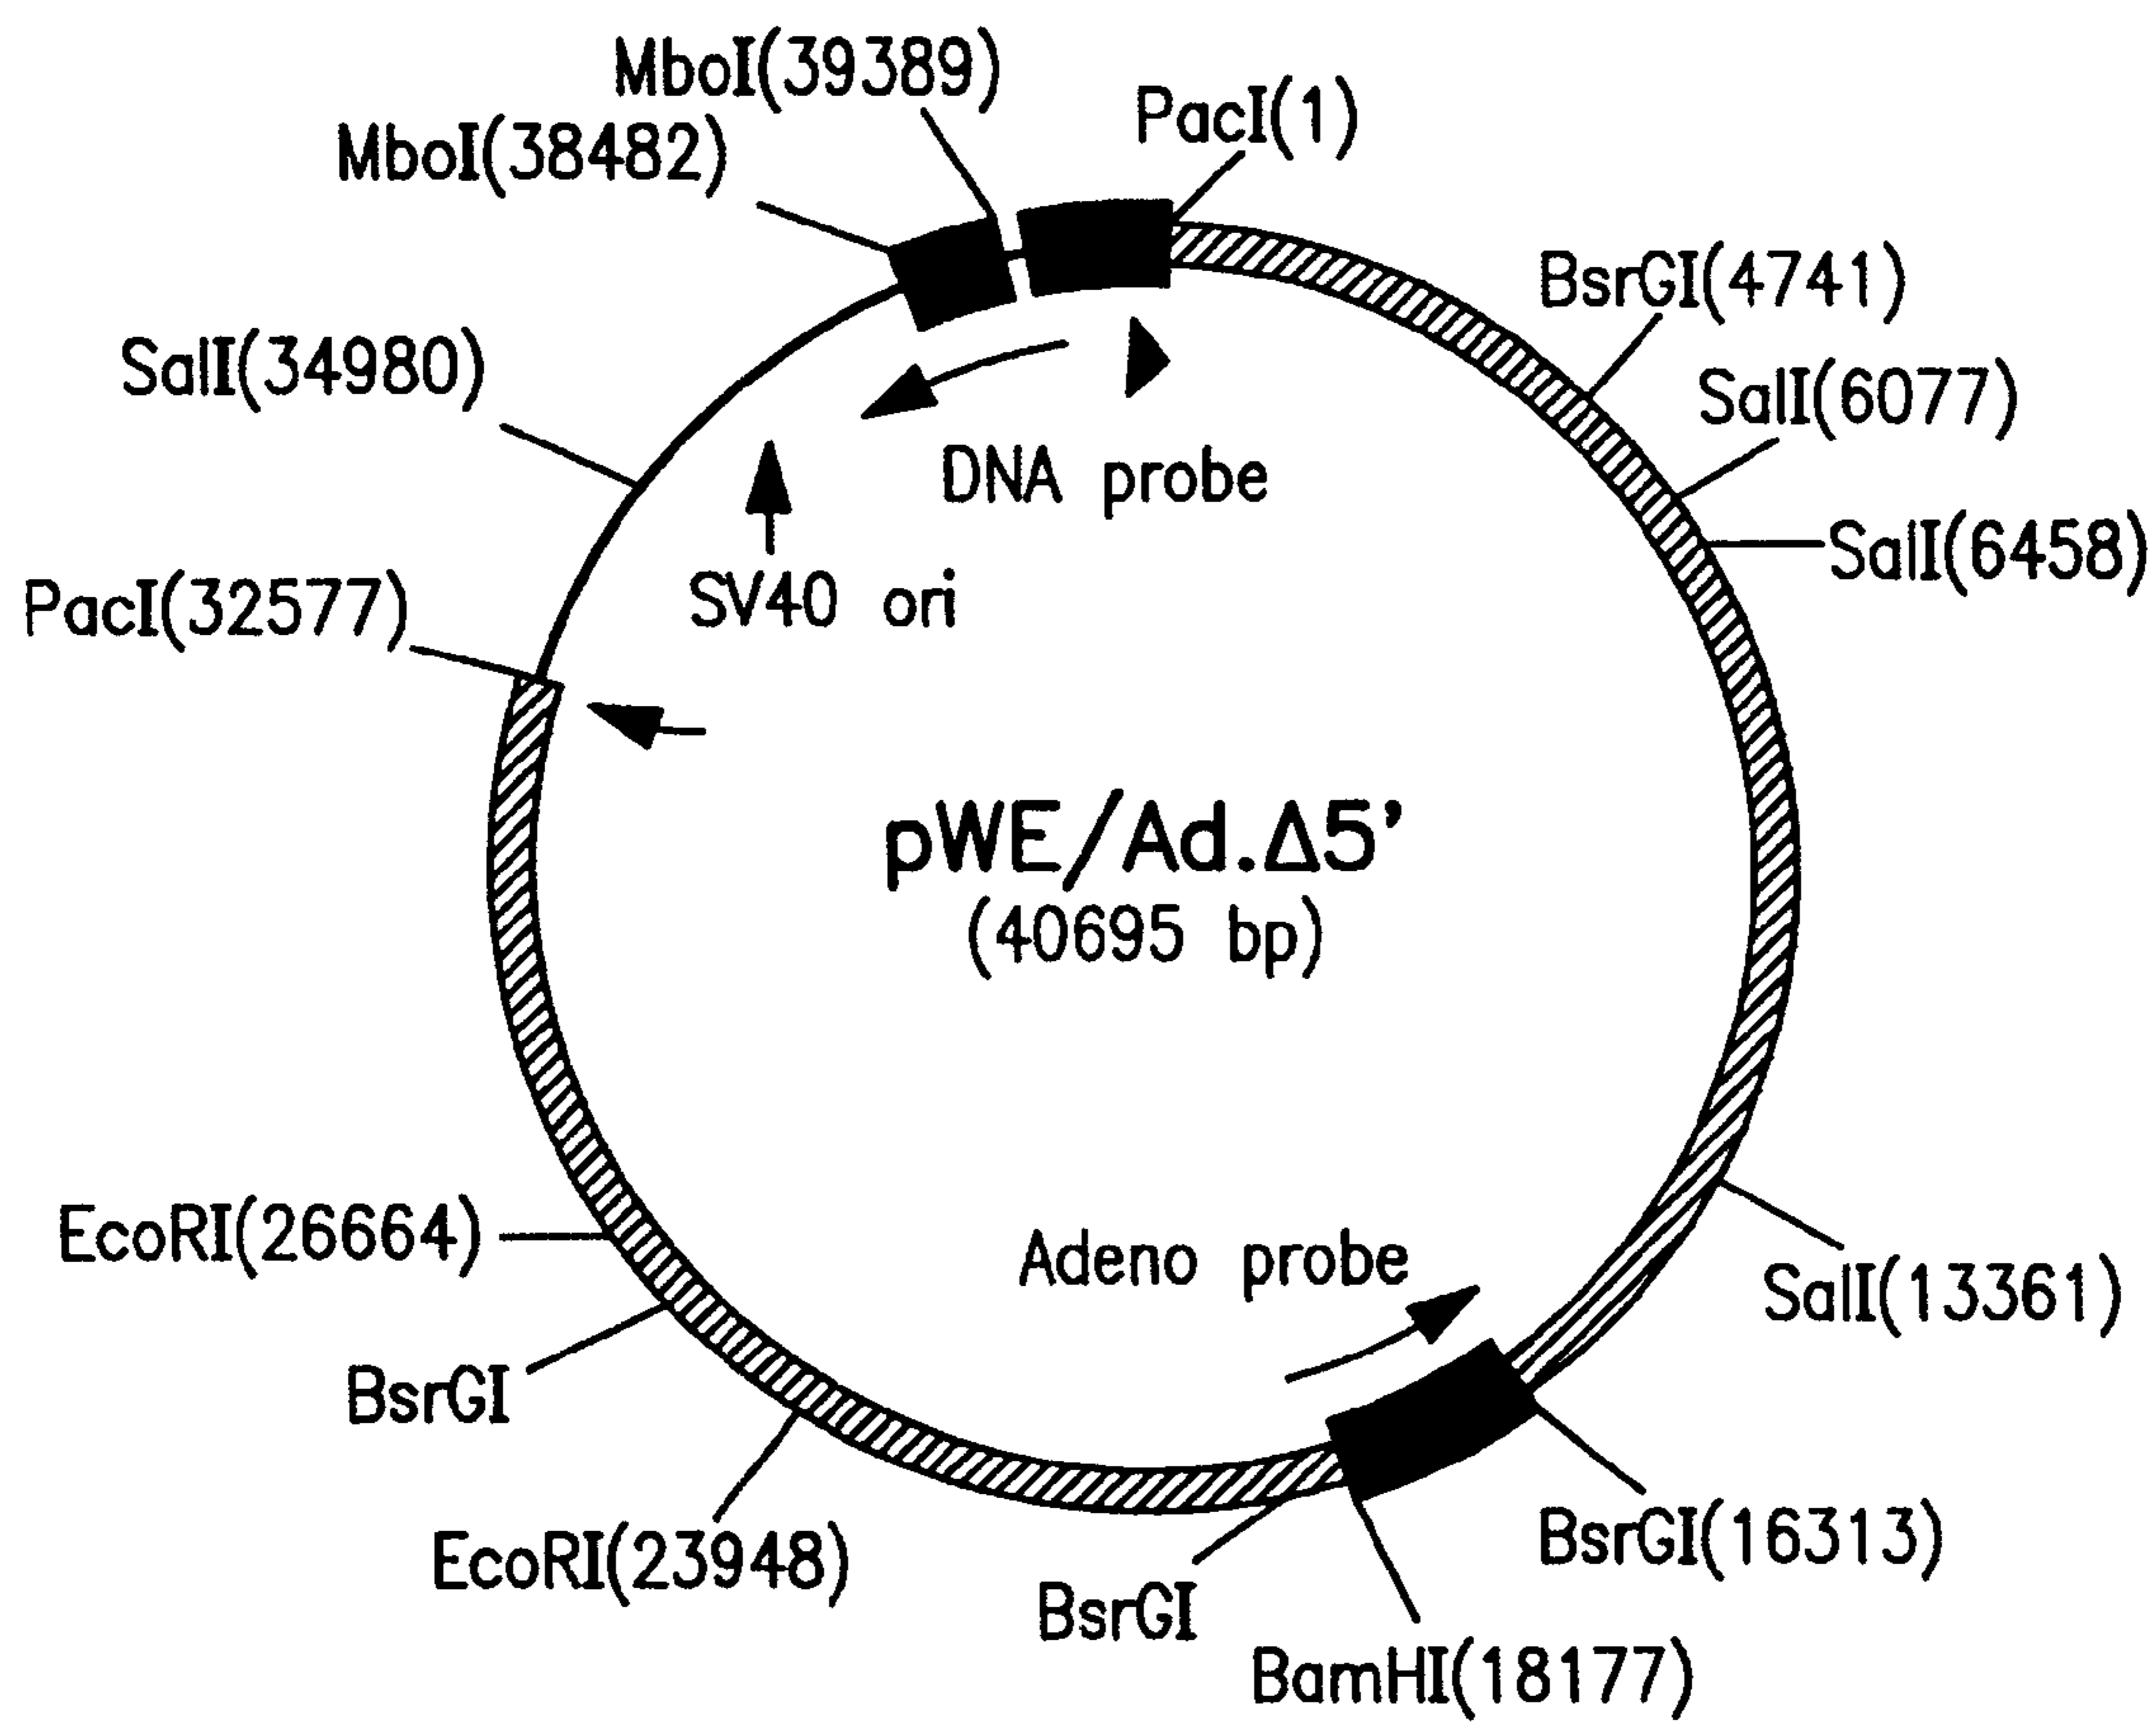 MboI(39389)
PacI(1)
MboI(38482)
BsrGI(4741)
SalI(34980)
SalI(6077)
DNA probe
SalI(6458)
SV40 ori
PacI(32577)
pWE/Ad.Δ5’
(40695 bp)
EcoRI(26664)
Adeno probe
SalI(13361)
BsrGI
EcoRI(23948)
BsrGI(16313)
BsrGI
BamHI(18177)